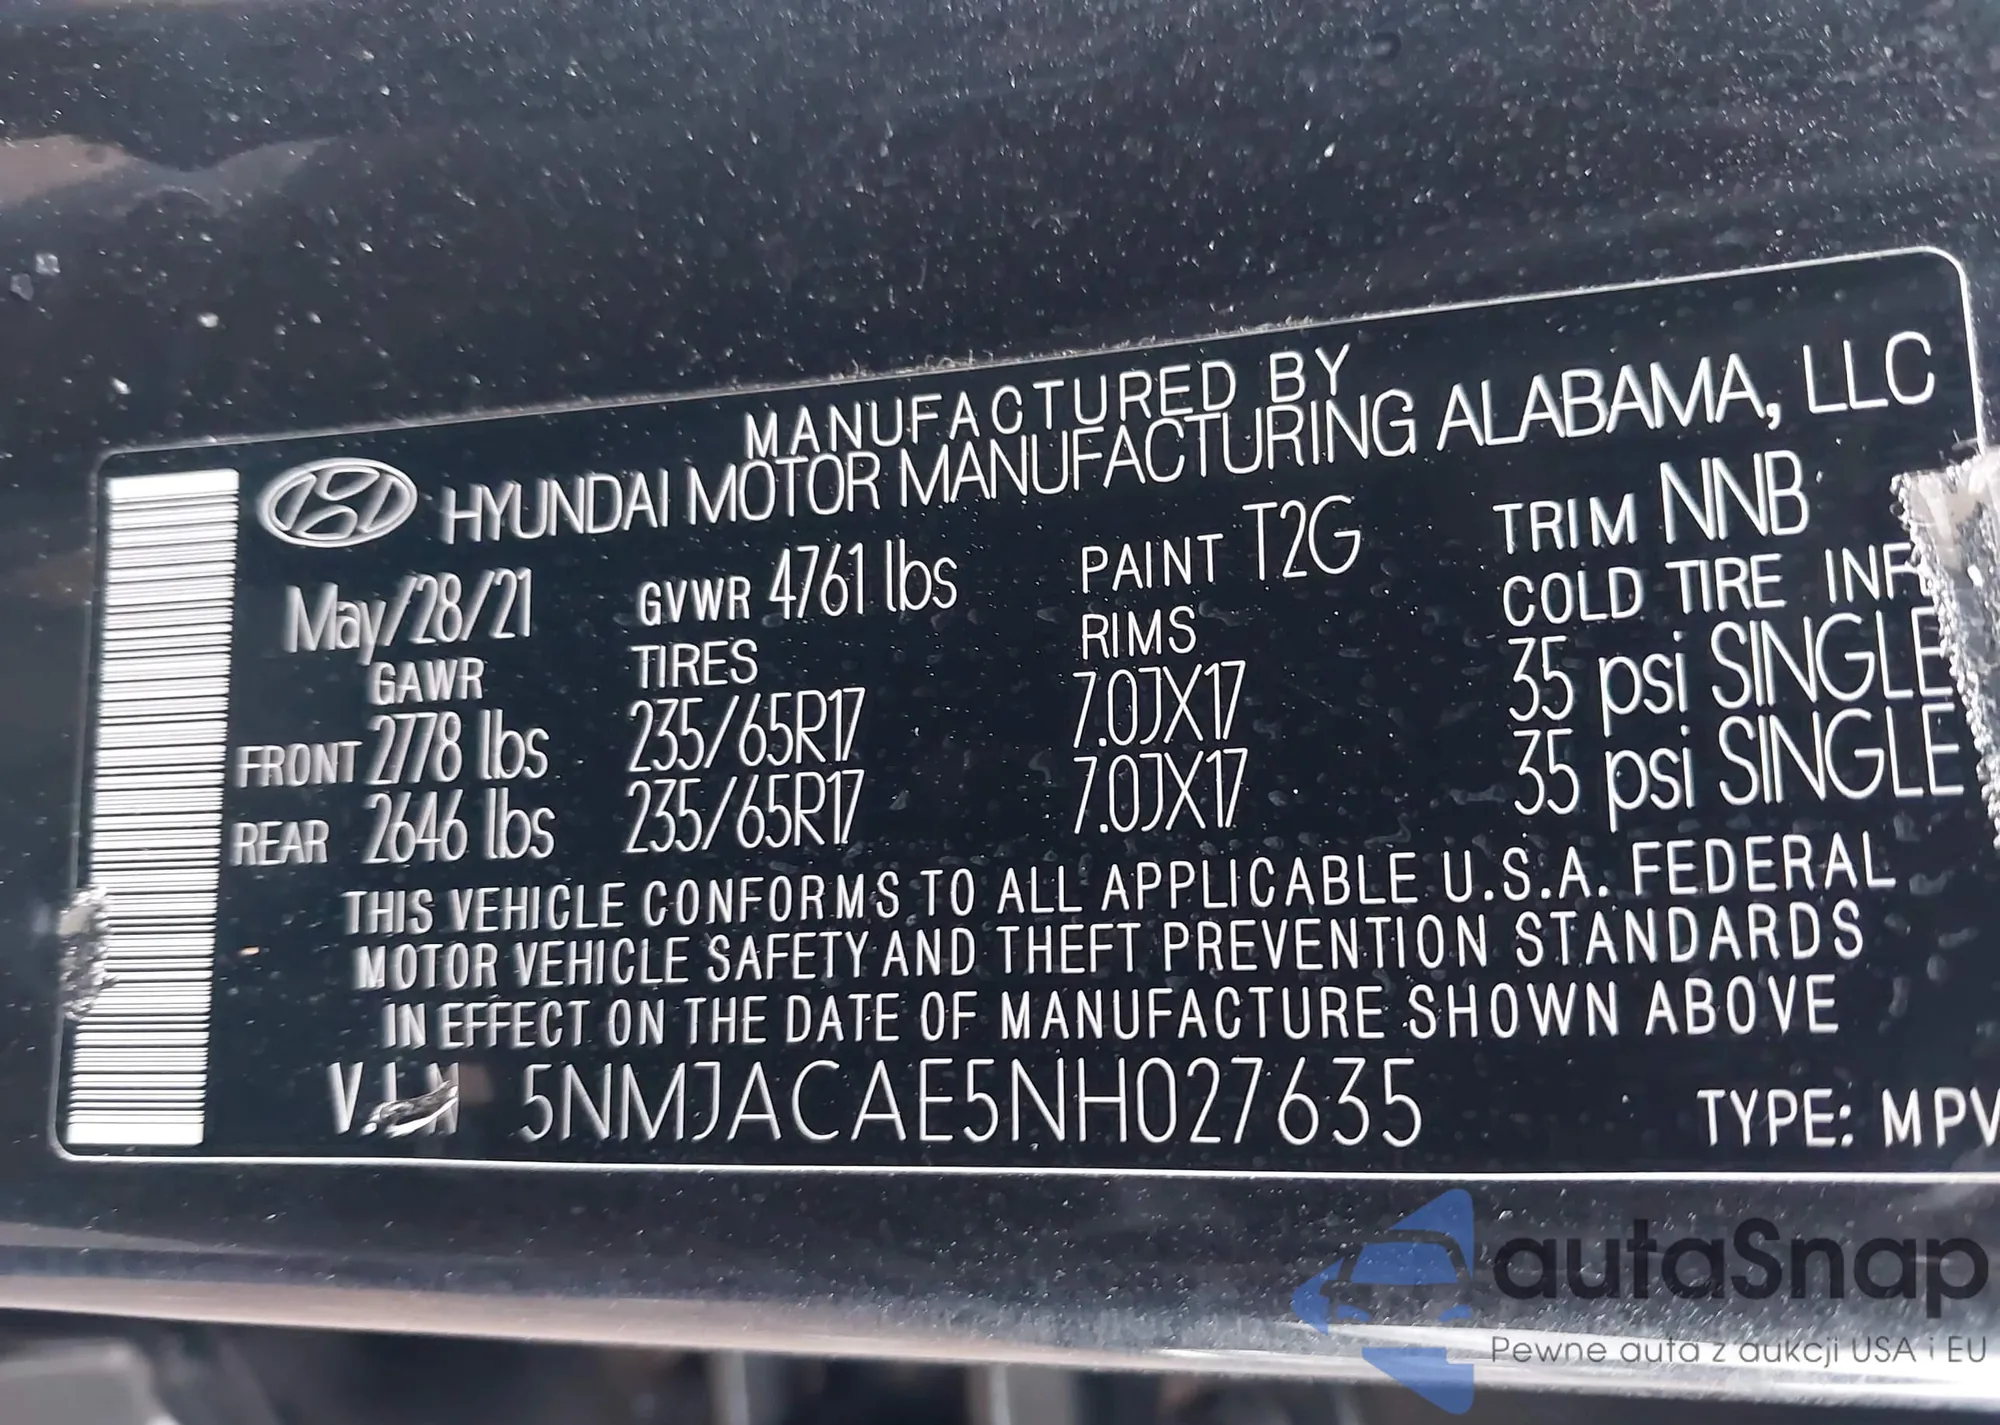 MANUFACTURED BY
HYUNDAI MOTOR MANUFACTURING ALABAMA, LLC
May/28/21 GVWR 4761 lbs PAINT T2G TRIM NNB
GAWR TIRES RIMS COLD TIRE INF
FRONT 2778 lbs 235/65R17 7.0JX17 35 psi SINGLE
REAR 2646 lbs 235/65R17 7.0JX17 35 psi SINGLE
THIS VEHICLE CONFORMS TO ALL APPLICABLE U.S.A. FEDERAL
MOTOR VEHICLE SAFETY AND THEFT PREVENTION STANDARDS
IN EFFECT ON THE DATE OF MANUFACTURE SHOWN ABOVE
V.I.N 5NMJACAE5NH027635 TYPE: MPV
autaSnap
Pewne auta z aukcji USA i EU